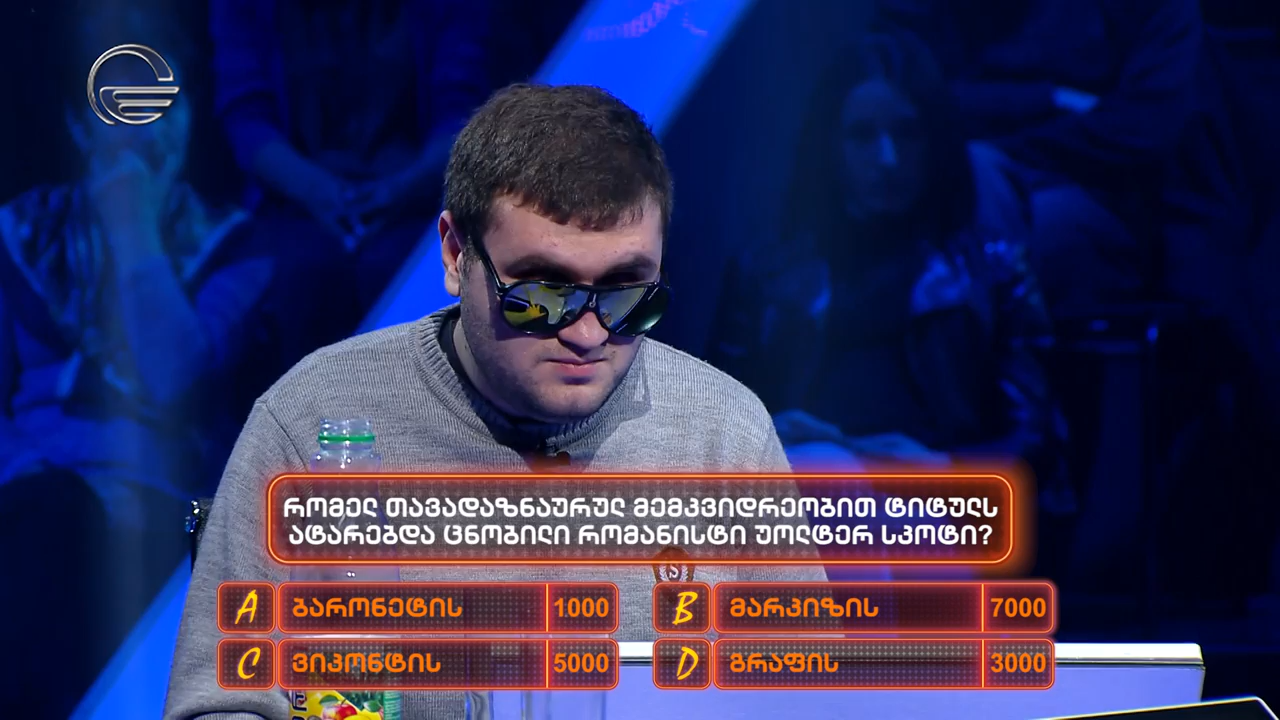 რომელ თავადაზნაურულ მემკვიდრეობით ტიტულს
ატარებდა ცნობილი რომანისტი უოლტერ სკოტი?
A ბარონეტის 1000
B მარკიზის 7000
C ვიკონტის 5000
D გრაფის 3000